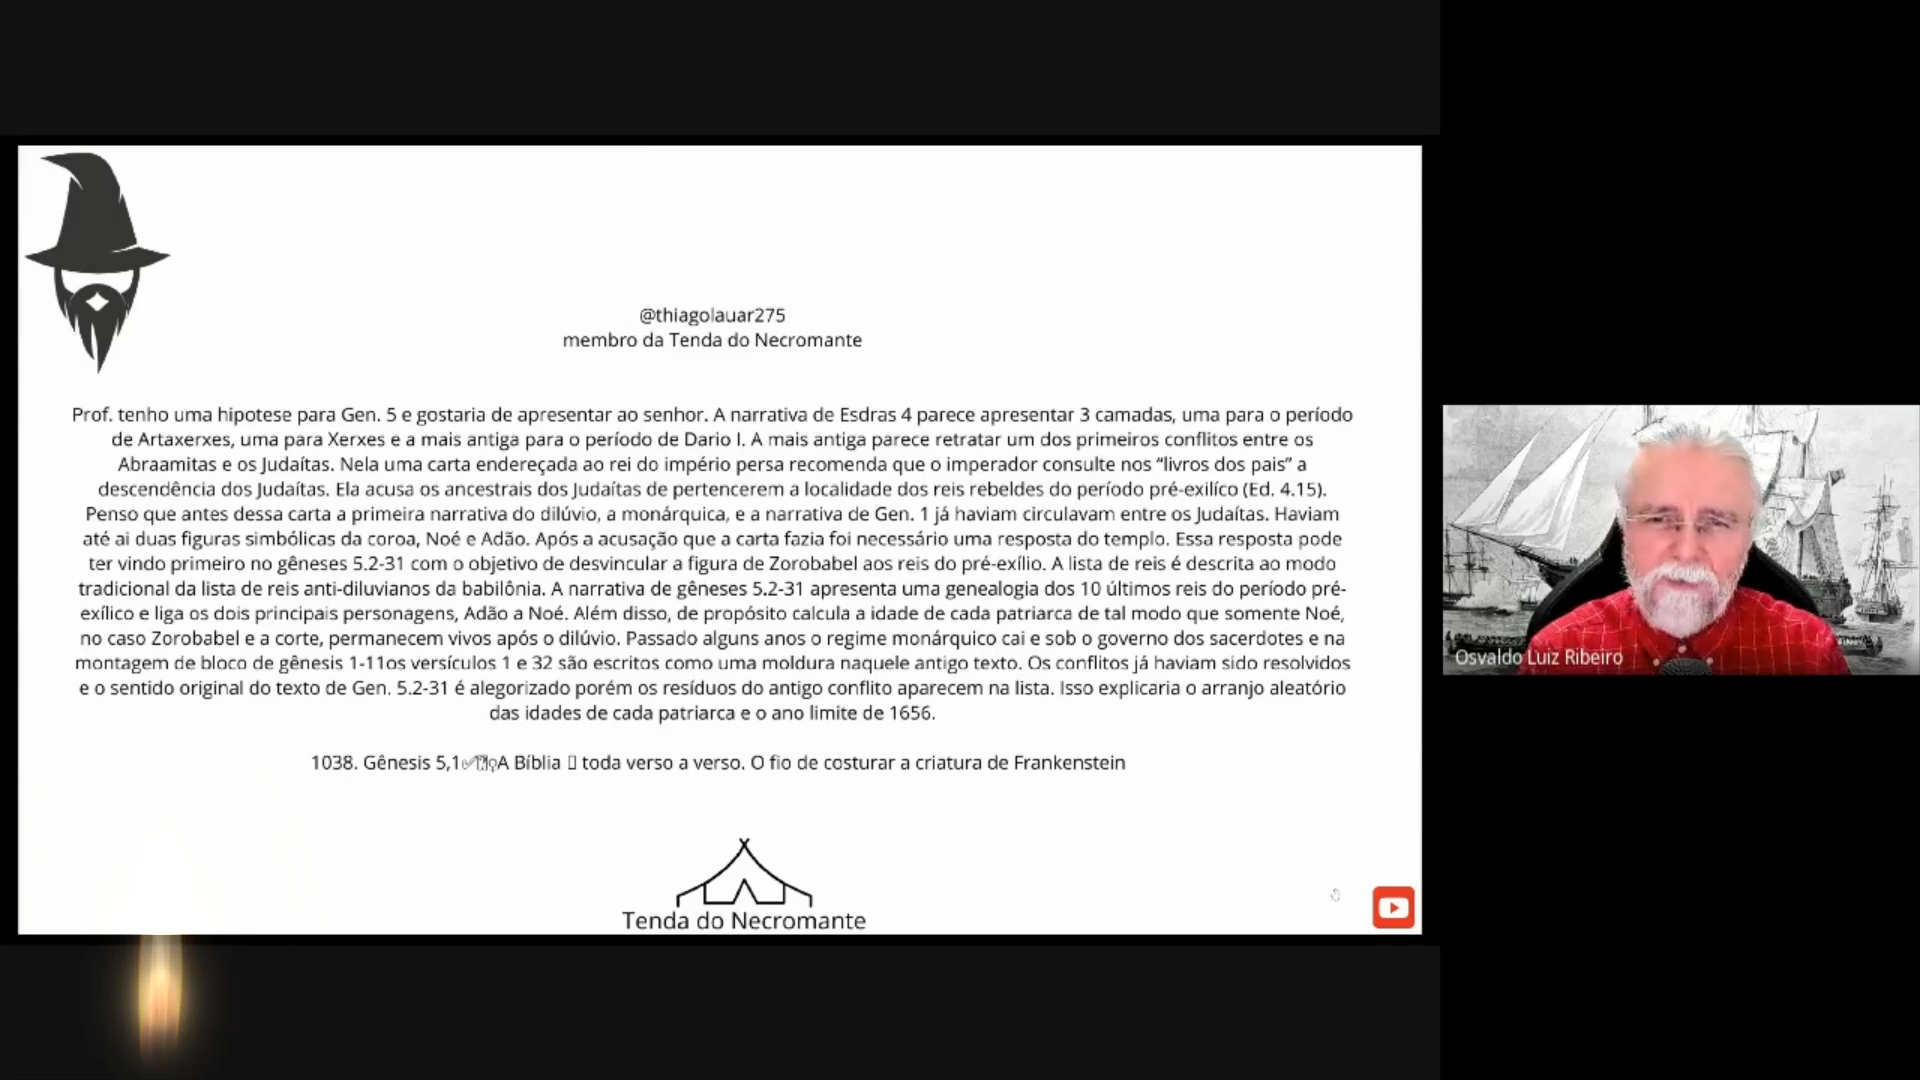 @thiagolauar275
membro da Tenda do Necromante
Prof. tenho uma hipotese para Gen. 5 e gostaria de apresentar ao senhor. A narrativa de Esdras 4 parece apresentar 3 camadas, uma para o período
de Artaxerxes, uma para Xerxes e a mais antiga para o período de Dario I. A mais antiga parece retratar um dos primeiros conflitos entre os
Abraamitas e os Judaítas. Nela uma carta endereçada ao rei do império persa recomenda que o imperador consulte nos “livros dos pais” a
descendência dos Judaítas. Ela acusa os ancestrais dos Judaítas de pertencerem a localidade dos reis rebeldes do período pré-exilíco (Ed. 4.15).
Penso que antes dessa carta a primeira narrativa do dilúvio, a monárquica, e a narrativa de Gen. 1 já haviam circulavam entre os Judaítas. Haviam
até ai duas figuras simbólicas da coroa, Noé e Adão. Após a acusação que a carta fazia foi necessário uma resposta do templo. Essa resposta pode
ter vindo primeiro no gêneses 5.2-31 com o objetivo de desvincular a figura de Zorobabel aos reis do pré-exílio. A lista de reis é descrita ao modo
tradicional da lista de reis anti-diluvianos da babilônia. A narrativa de gêneses 5.2-31 apresenta uma genealogia dos 10 últimos reis do período pré-
exílico e liga os dois principais personagens, Adão a Noé. Além disso, de propósito calcula a idade de cada patriarca de tal modo que somente Noé,
no caso Zorobabel e a corte, permanecem vivos após o dilúvio. Passado alguns anos o regime monárquico cai e sob o governo dos sacerdotes e na
montagem de bloco de gênesis 1-11os versículos 1 e 32 são escritos como uma moldura naquele antigo texto. Os conflitos já haviam sido resolvidos
e o sentido original do texto de Gen. 5.2-31 é alegorizado porém os resíduos do antigo conflito aparecem na lista. Isso explicaria o arranjo aleatório
das idades de cada patriarca e o ano limite de 1656.
1038. Gênesis 5,1 A Bíblia toda verso a verso. O fio de costurar a criatura de Frankenstein
Tenda do Necromante
Osvaldo Luiz Ribeiro